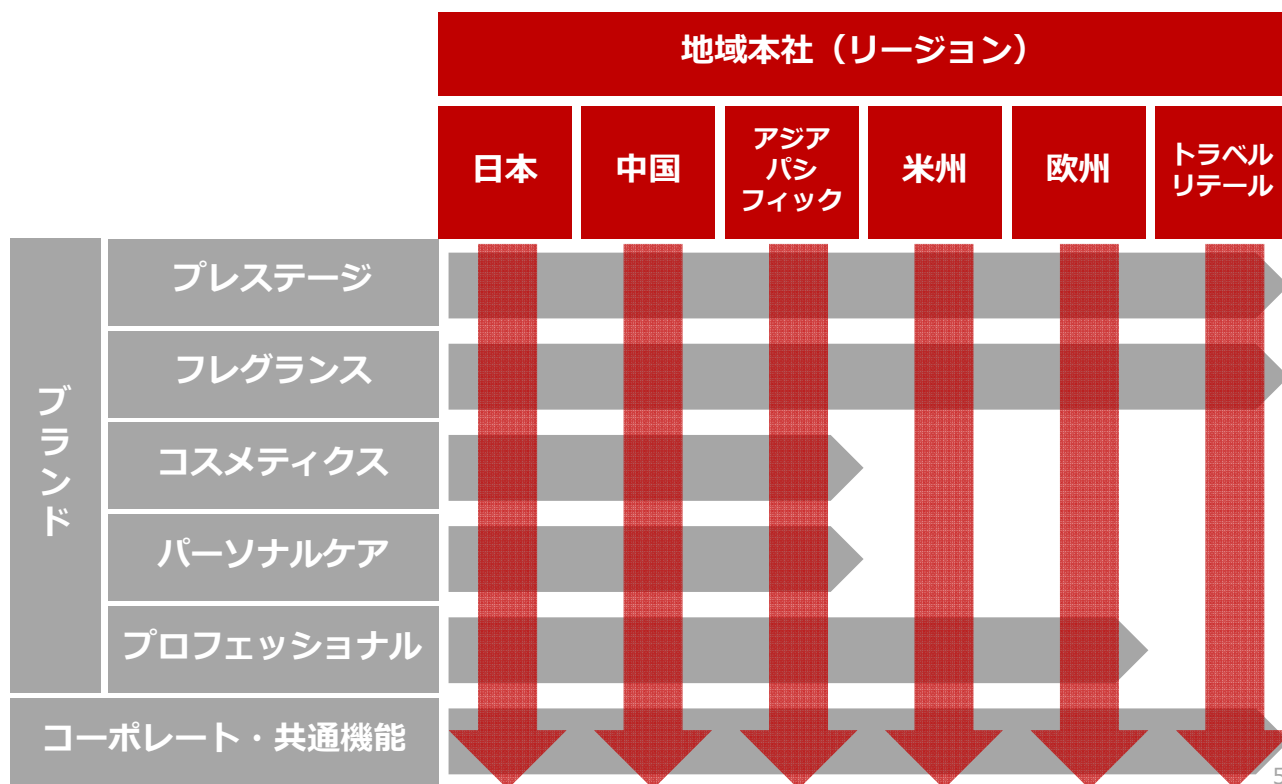 地域本社（リージョン）
日本
中国
アジア
パシ
フィック
米州
欧州
トラベル
リテール
ブランド
プレステージ
フレグランス
コスメティクス
パーソナルケア
プロフェッショナル
コーポレート・共通機能